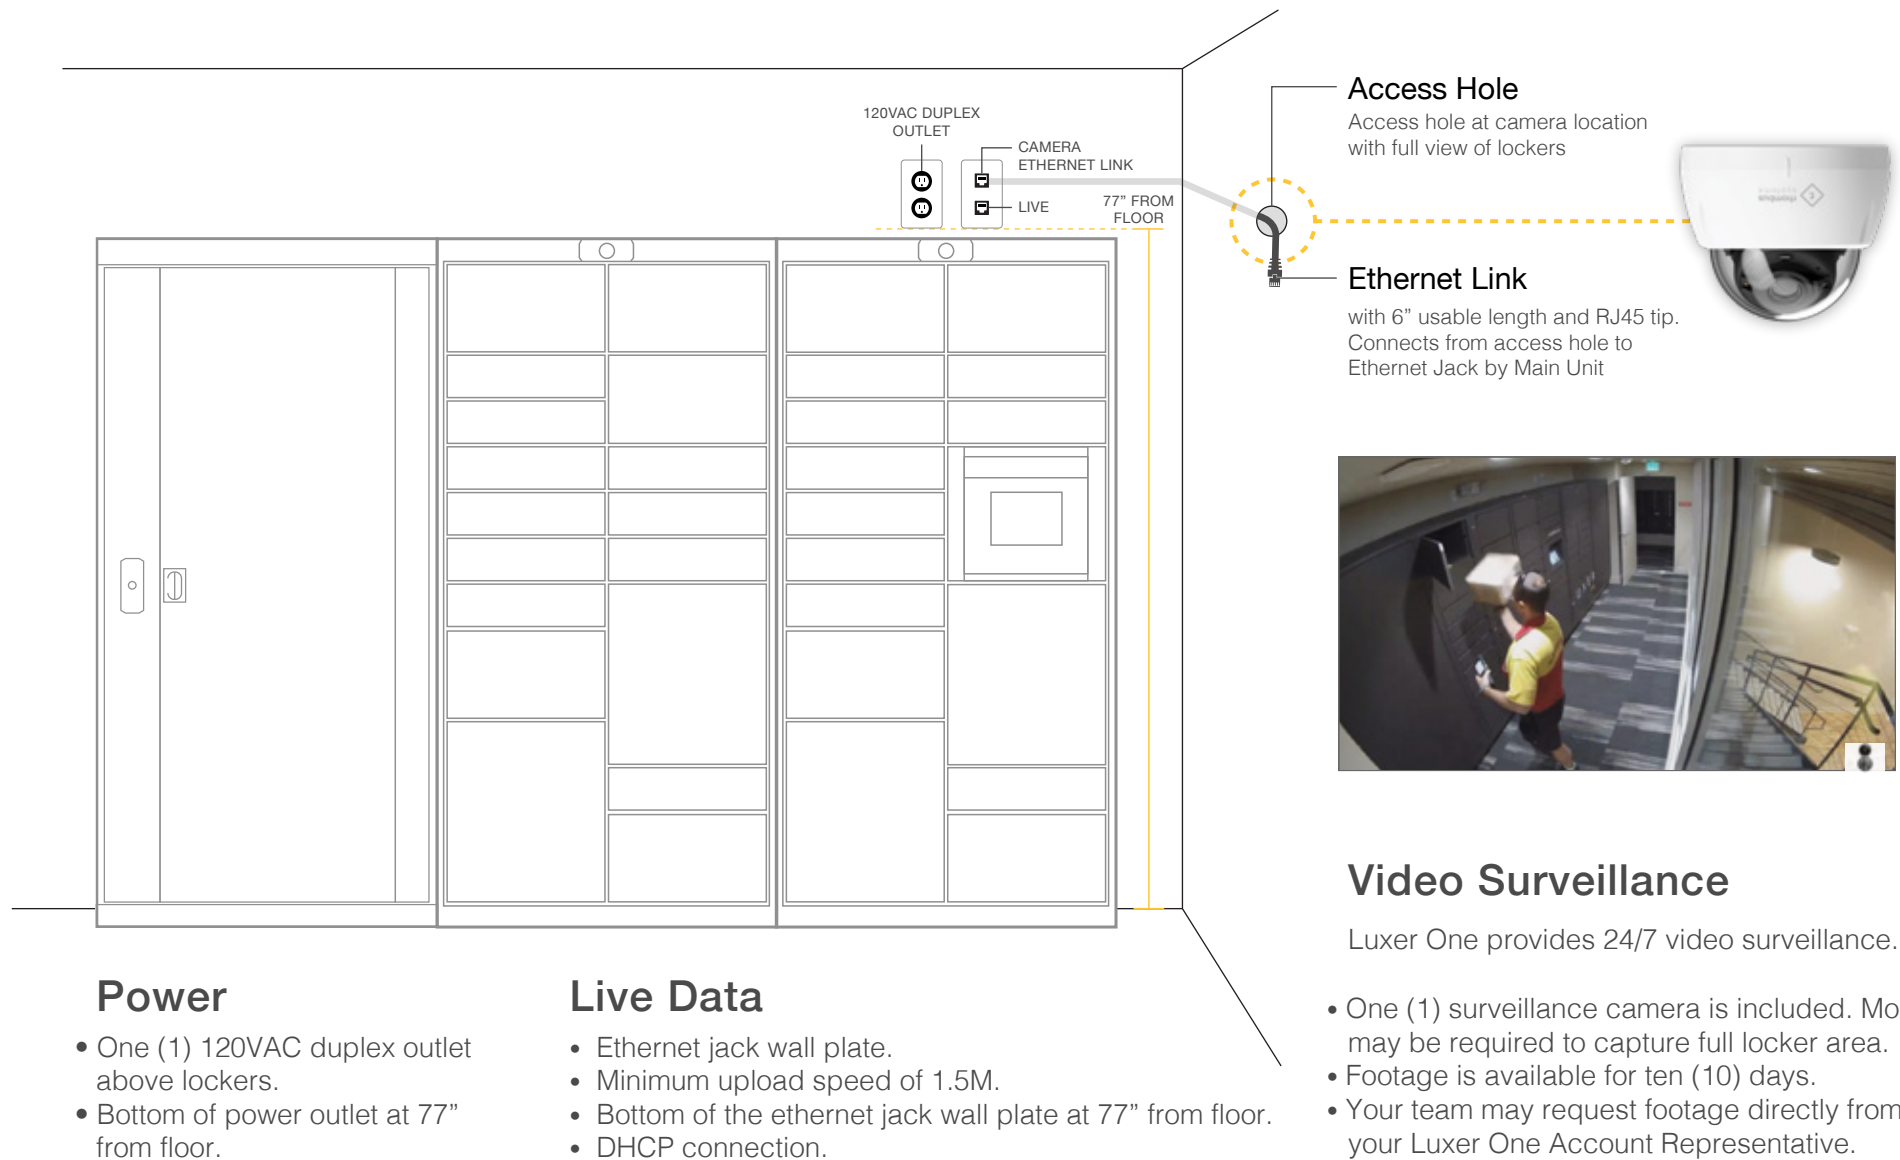 120VAC DUPLEX
OUTLET
CAMERA
ETHERNET LINK
LIVE
77” FROM
FLOOR
Access Hole
Access hole at camera location
with full view of lockers
Ethernet Link
with 6” usable length and RJ45 tip.
Connects from access hole to
Ethernet Jack by Main Unit
Power
• One (1) 120VAC duplex outlet
above lockers.
• Bottom of power outlet at 77”
from floor.
Live Data
• Ethernet jack wall plate.
• Minimum upload speed of 1.5M.
• Bottom of the ethernet jack wall plate at 77” from floor.
• DHCP connection.
Video Surveillance
Luxer One provides 24/7 video surveillance.
• One (1) surveillance camera is included. Mo
may be required to capture full locker area.
• Footage is available for ten (10) days.
• Your team may request footage directly from
your Luxer One Account Representative.